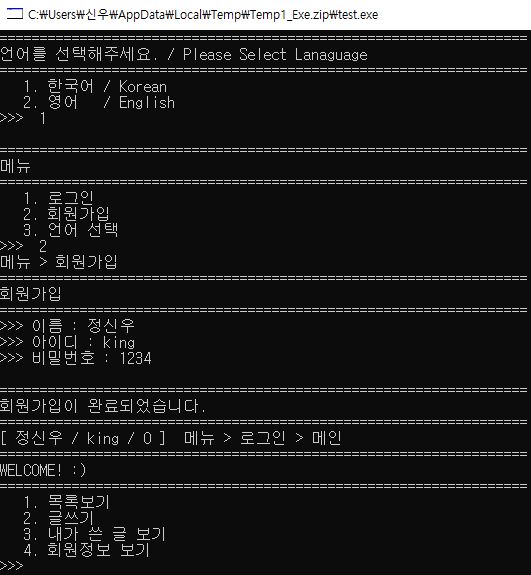 C:₩Users₩신우₩AppData₩Local₩Temp₩Temp1_Exe.zip₩test.exe
==================================================================
언어를 선택해주세요. / Please Select Lanaguage
==================================================================
1. 한국어 / Korean
2. 영어 / English
>>> 1
==================================================================
메뉴
==================================================================
1. 로그인
2. 회원가입
3. 언어 선택
>>> 2
메뉴 > 회원가입
==================================================================
회원가입
==================================================================
>>> 이름 : 정신우
>>> 아이디 : king
>>> 비밀번호 : 1234
==================================================================
회원가입이 완료되었습니다.
==================================================================
[ 정신우 / king / 0 ] 메뉴 > 로그인 > 메인
==================================================================
WELCOME! :)
==================================================================
1. 목록보기
2. 글쓰기
3. 내가 쓴 글 보기
4. 회원정보 보기
>>>